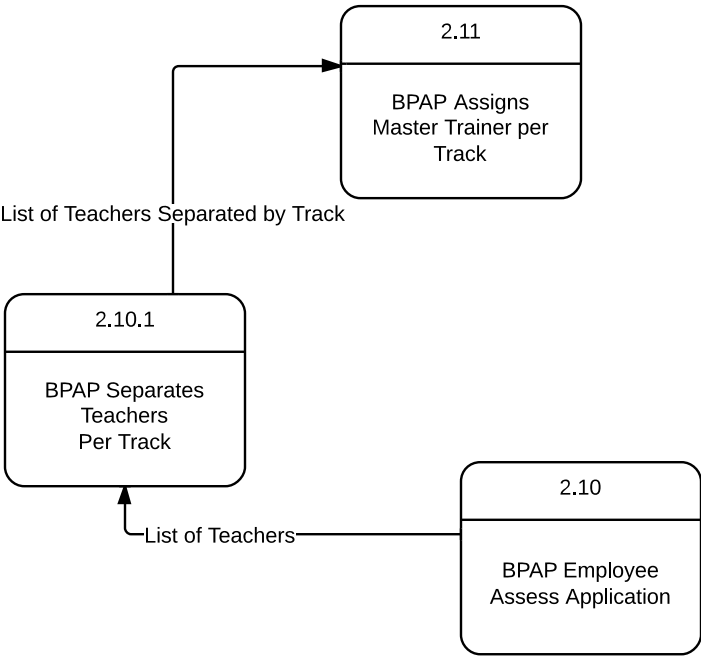 2.11
BPAP Assigns
Master Trainer per
Track
List of Teachers Separated by Track
2.10.1
BPAP Separates
Teachers
Per Track
2.10
List of Teachers
BPAP Employee
Assess Application